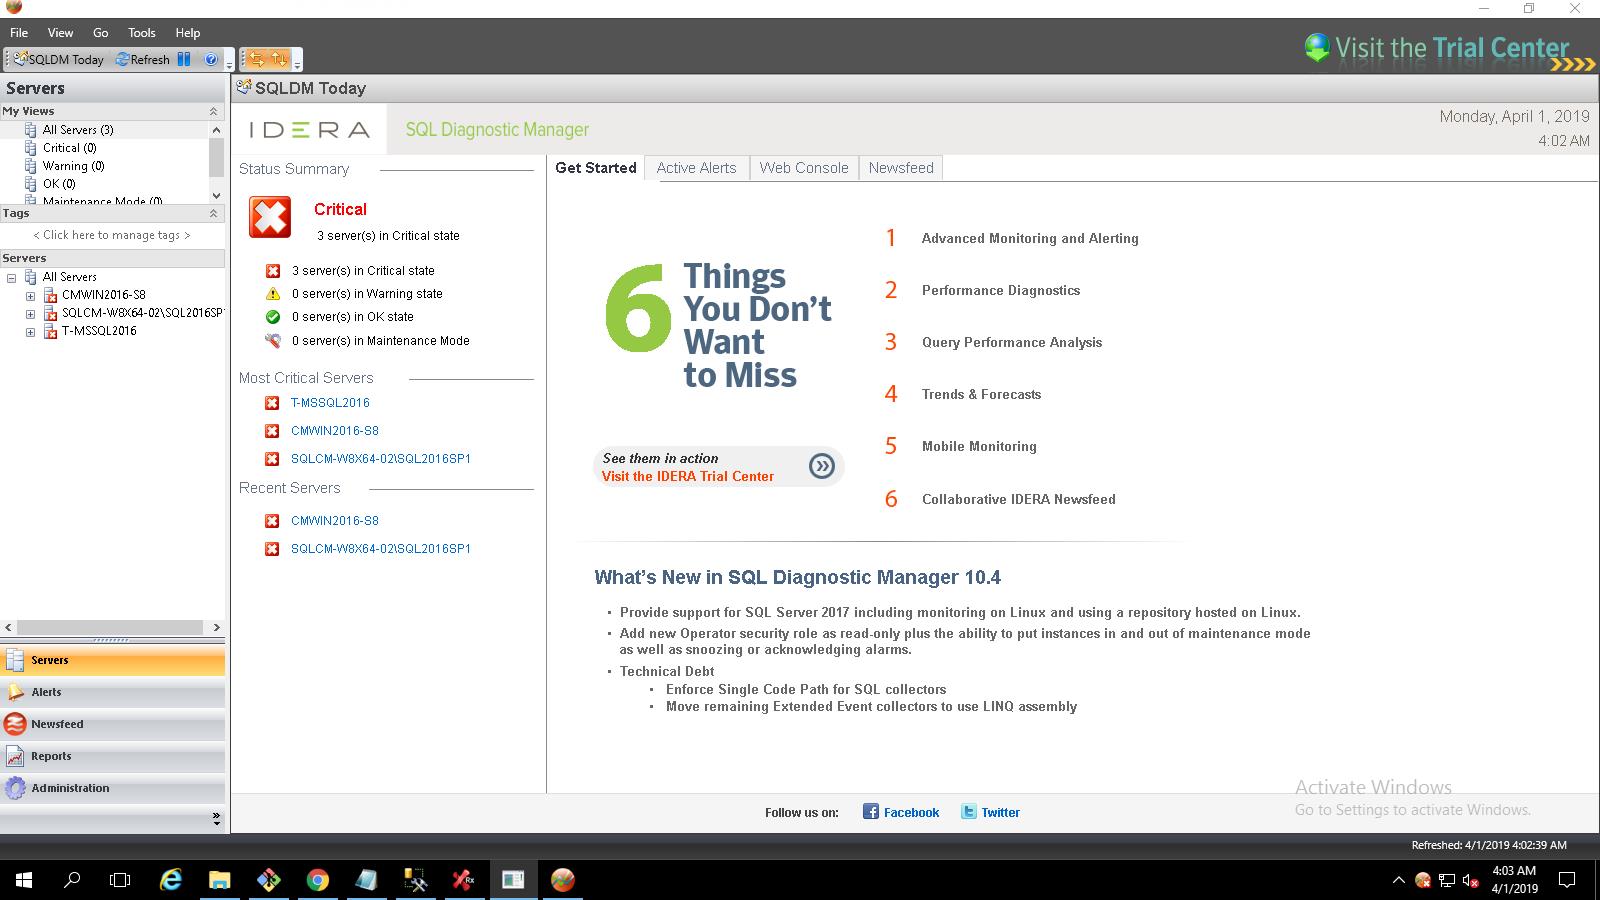 File View Go Tools Help
Visit the Trial Center
SQLDM Today Refresh
Servers
My Views
All Servers (3)
Critical (0)
Warning (0)
OK (0)
Maintenance Mode (0)
Tags
< Click here to manage tags >
Servers
All Servers
CMWIN2016-S8
SQLCM-W8X64-02\SQL2016SP
T-MSSQL2016
Servers
Alerts
Newsfeed
Reports
Administration
SQLDM Today
IDERA SQL Diagnostic Manager
Monday, April 1, 2019
4:02 AM
Status Summary
Critical
3 server(s) in Critical state
3 server(s) in Critical state
0 server(s) in Warning state
0 server(s) in OK state
0 server(s) in Maintenance Mode
Most Critical Servers
T-MSSQL2016
CMWIN2016-S8
SQLCM-W8X64-02\SQL2016SP1
Recent Servers
CMWIN2016-S8
SQLCM-W8X64-02\SQL2016SP1
Get Started Active Alerts Web Console Newsfeed
6 Things
You Don't
Want
to Miss
See them in action
Visit the IDERA Trial Center
1 Advanced Monitoring and Alerting
2 Performance Diagnostics
3 Query Performance Analysis
4 Trends & Forecasts
5 Mobile Monitoring
6 Collaborative IDERA Newsfeed
What's New in SQL Diagnostic Manager 10.4
• Provide support for SQL Server 2017 including monitoring on Linux and using a repository hosted on Linux.
• Add new Operator security role as read-only plus the ability to put instances in and out of maintenance mode
as well as snoozing or acknowledging alarms.
• Technical Debt
• Enforce Single Code Path for SQL collectors
• Move remaining Extended Event collectors to use LINQ assembly
Activate Windows
Go to Settings to activate Windows.
Follow us on: Facebook Twitter
Refreshed: 4/1/2019 4:02:39 AM
4:03 AM
4/1/2019